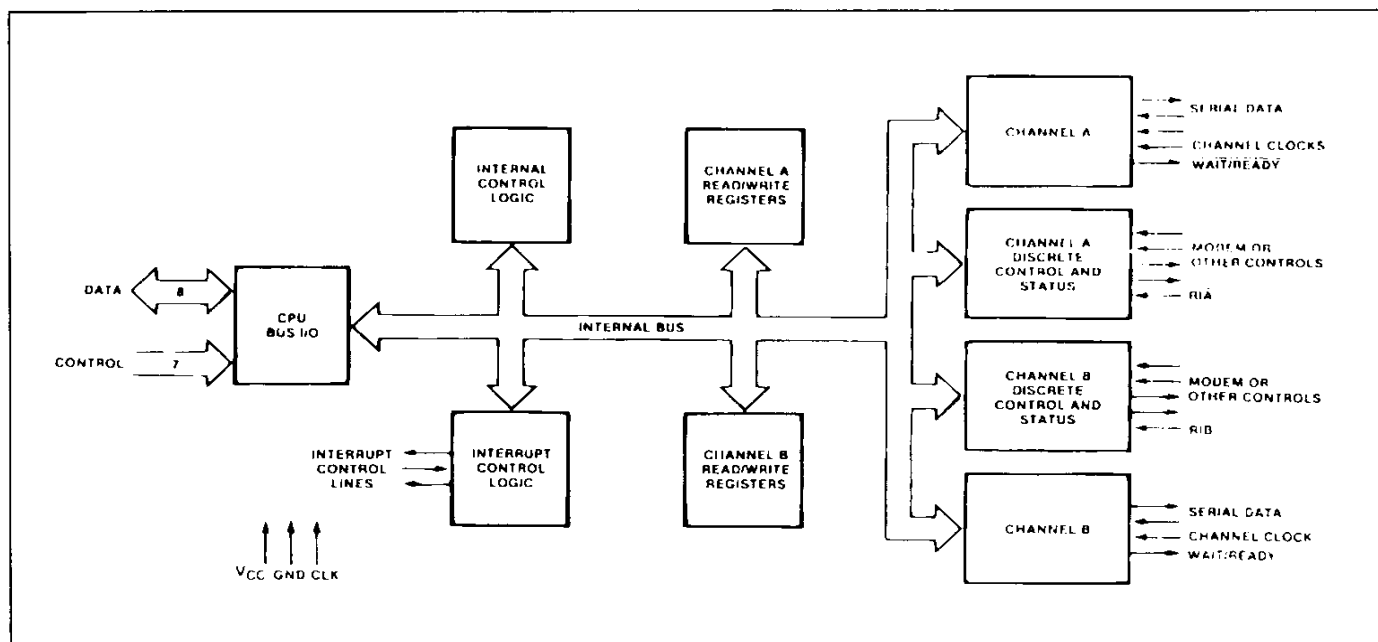 INTERNAL
CONTROL
LOGIC
CHANNEL A
READ/WRITE
REGISTERS
CHANNEL A
SERIAL DATA
CHANNEL CLOCKS
WAIT/READY
CHANNEL A
DISCRETE
CONTROL AND
STATUS
MODEM OR
OTHER CONTROLS
RIA
DATA
8
CPU
BUS I/O
CONTROL
7
INTERNAL BUS
CHANNEL B
DISCRETE
CONTROL AND
STATUS
MODEM OR
OTHER CONTROLS
RIB
INTERRUPT
CONTROL
LINES
INTERRUPT
CONTROL
LOGIC
CHANNEL B
READ/WRITE
REGISTERS
CHANNEL B
SERIAL DATA
CHANNEL CLOCK
WAIT/READY
VCC GND CLK